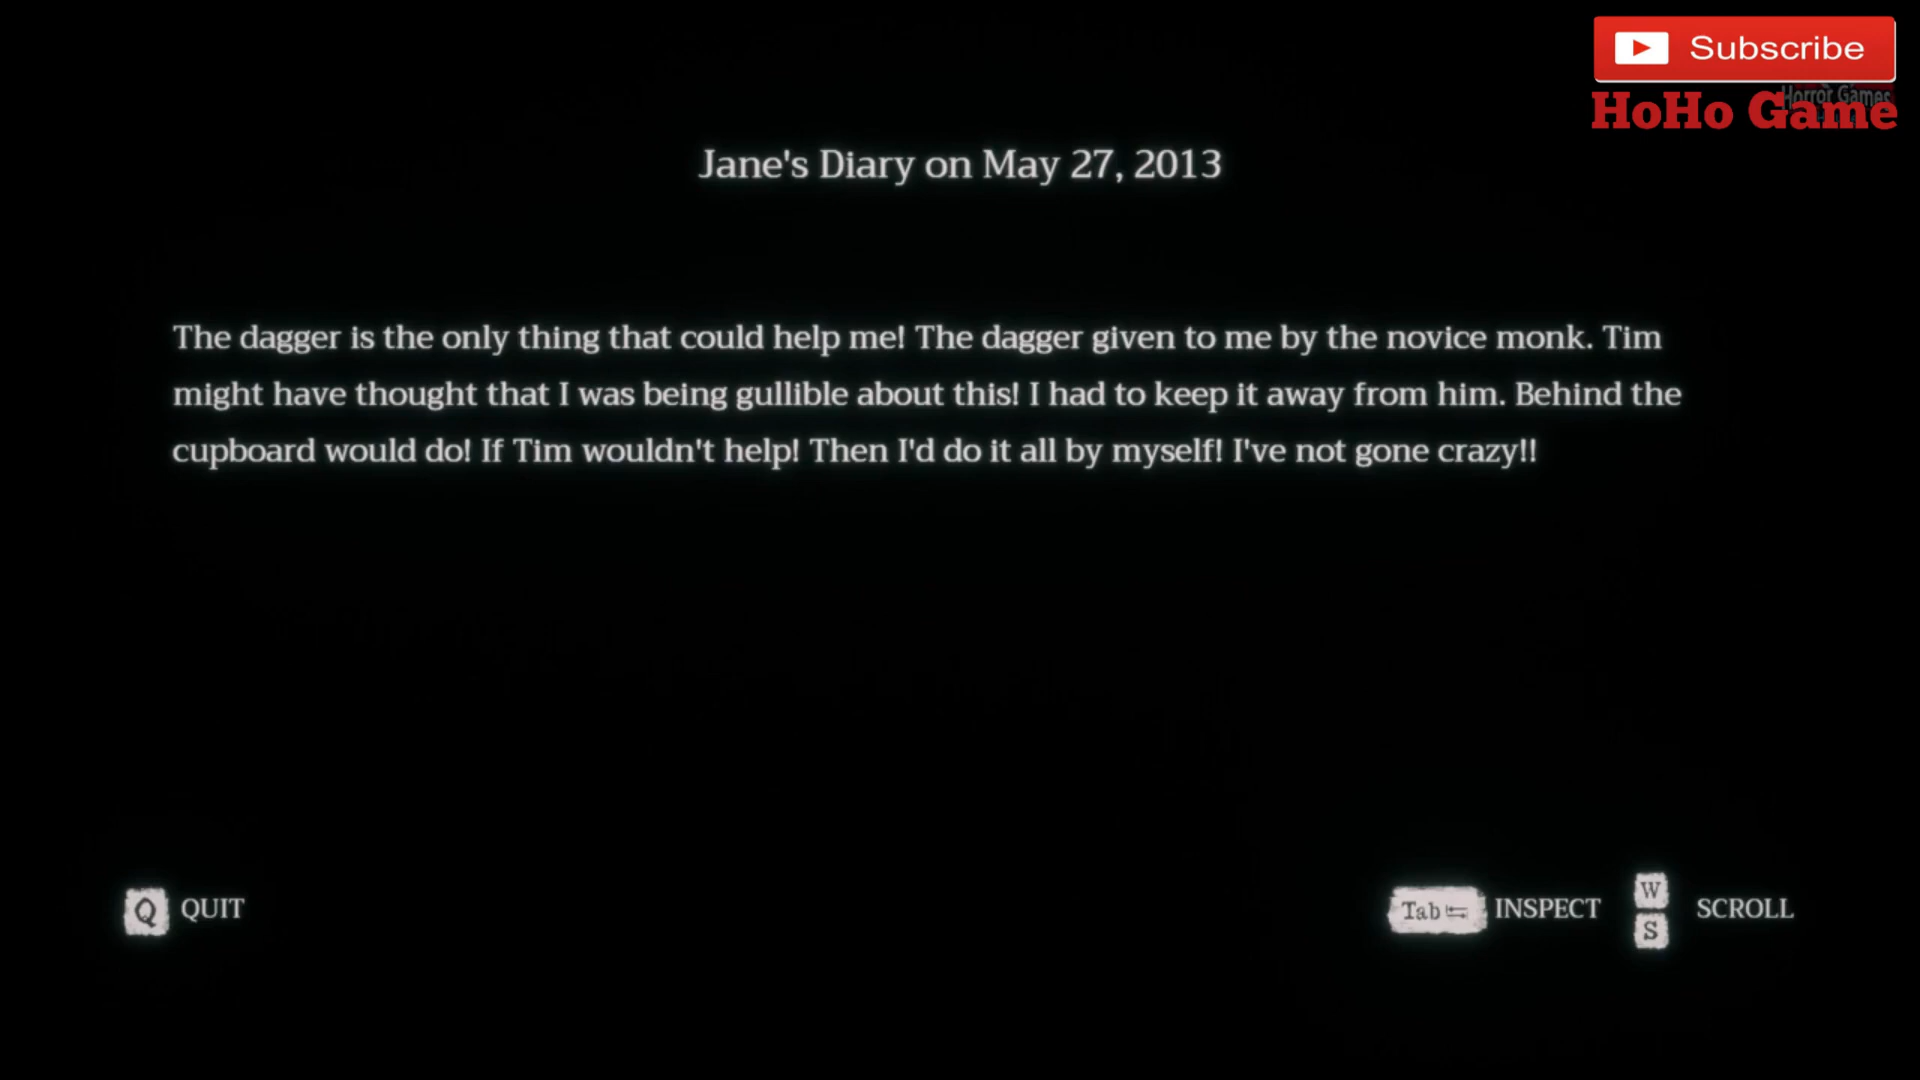 Subscribe
Horror Games
HoHo Game
Jane's Diary on May 27, 2013
The dagger is the only thing that could help me! The dagger given to me by the novice monk. Tim
might have thought that I was being gullible about this! I had to keep it away from him. Behind the
cupboard would do! If Tim wouldn't help! Then I'd do it all by myself! I've not gone crazy!!
Q QUIT
Tab INSPECT
W
S
SCROLL